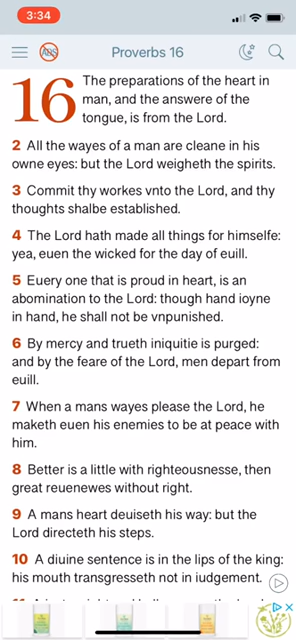 3:34
ADS
Proverbs 16
16 The preparations of the heart in
man, and the answere of the
tongue, is from the Lord.
2 All the wayes of a man are cleane in his
owne eyes: but the Lord weigheth the spirits.
3 Commit thy workes vnto the Lord, and thy
thoughts shalbe established.
4 The Lord hath made all things for himselfe:
yea, euen the wicked for the day of euill.
5 Euery one that is proud in heart, is an
abomination to the Lord: though hand ioyne
in hand, he shall not be vnpunished.
6 By mercy and trueth iniquitie is purged:
and by the feare of the Lord, men depart from
euill.
7 When a mans wayes please the Lord, he
maketh euen his enemies to be at peace with
him.
8 Better is a little with righteousnesse, then
great reuenewes without right.
9 A mans heart deuiseth his way: but the
Lord directeth his steps.
10 A diuine sentence is in the lips of the king:
his mouth transgresseth not in iudgement.